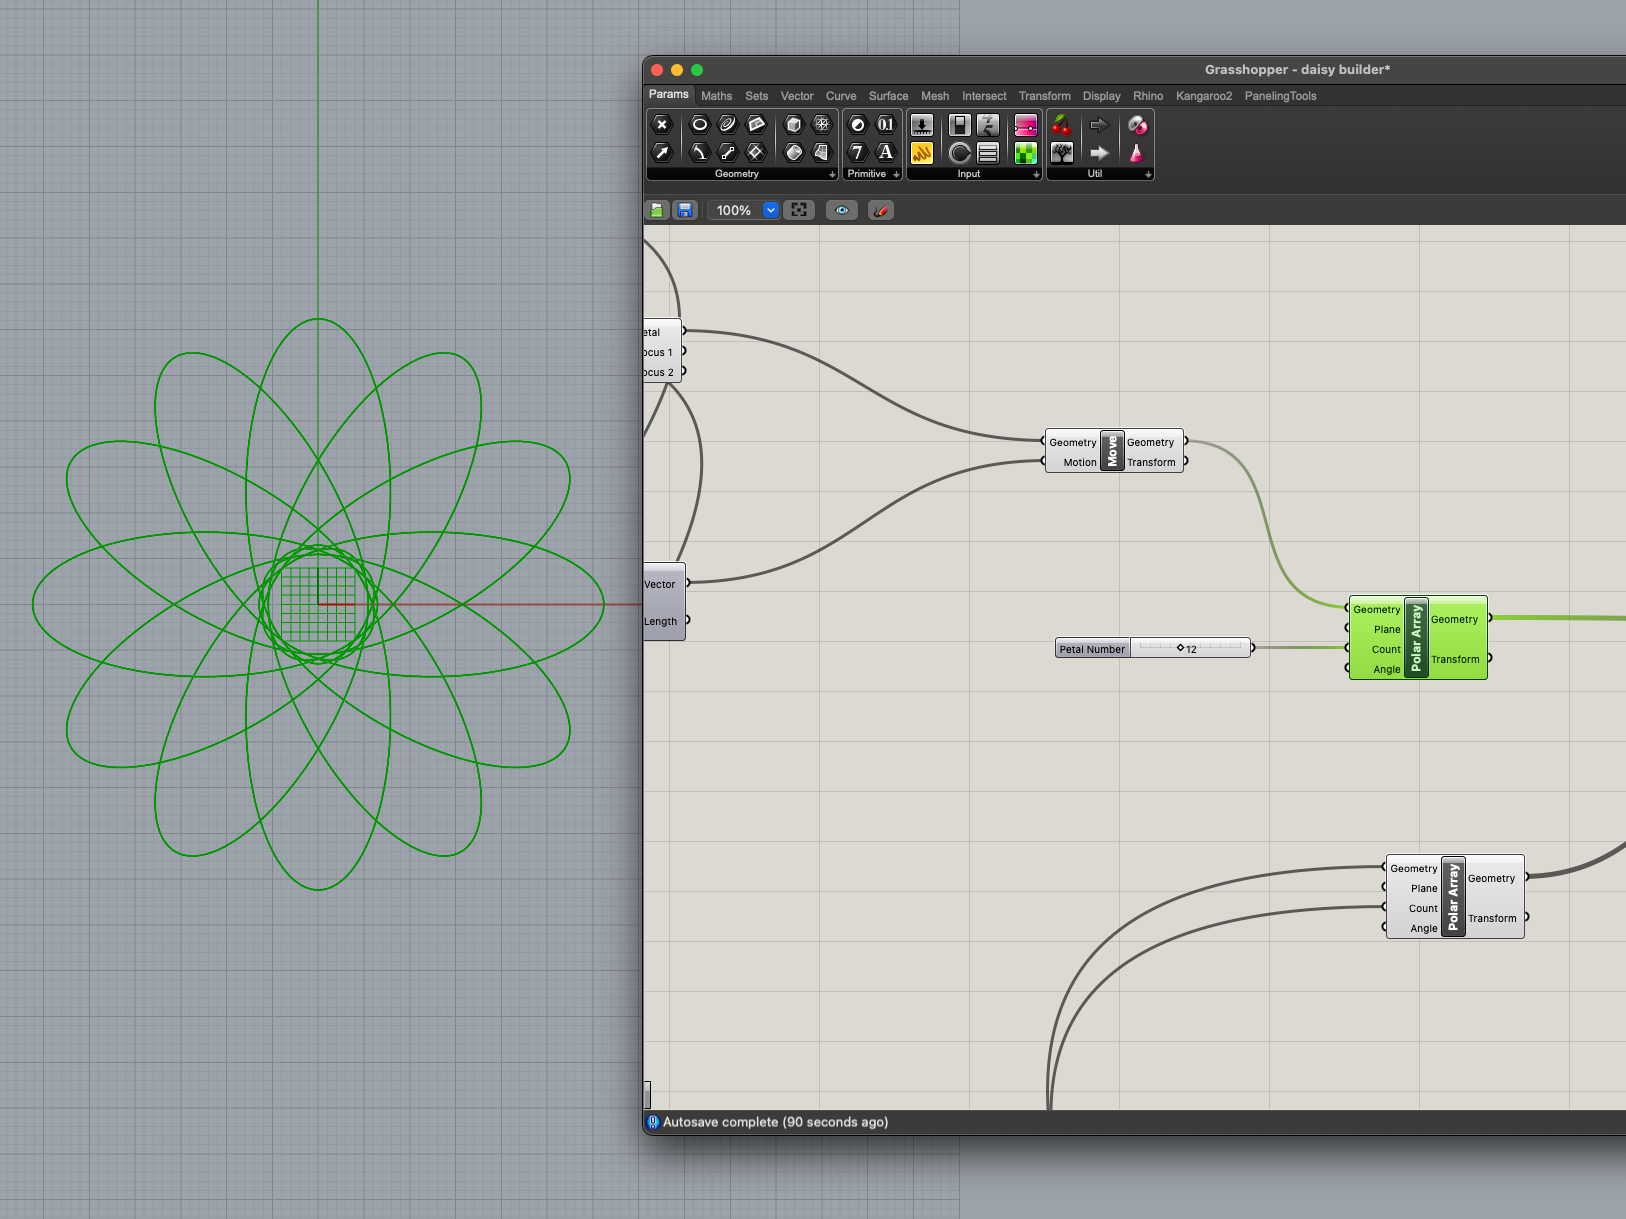 Grasshopper - daisy builder*
Params Maths Sets Vector Curve Surface Mesh Intersect Transform Display Rhino Kangaroo2 PanelingTools
0.1
7 A
Geometry Primitive Input Util
100%
etal
ocus 1
ocus 2
Geometry Move Geometry
Motion Transform
Vector
Length
Petal Number 12
Geometry
Plane
Count
Angle
Polar Array
Geometry
Transform
Geometry
Plane
Count
Angle
Polar Array
Geometry
Transform
Autosave complete (90 seconds ago)